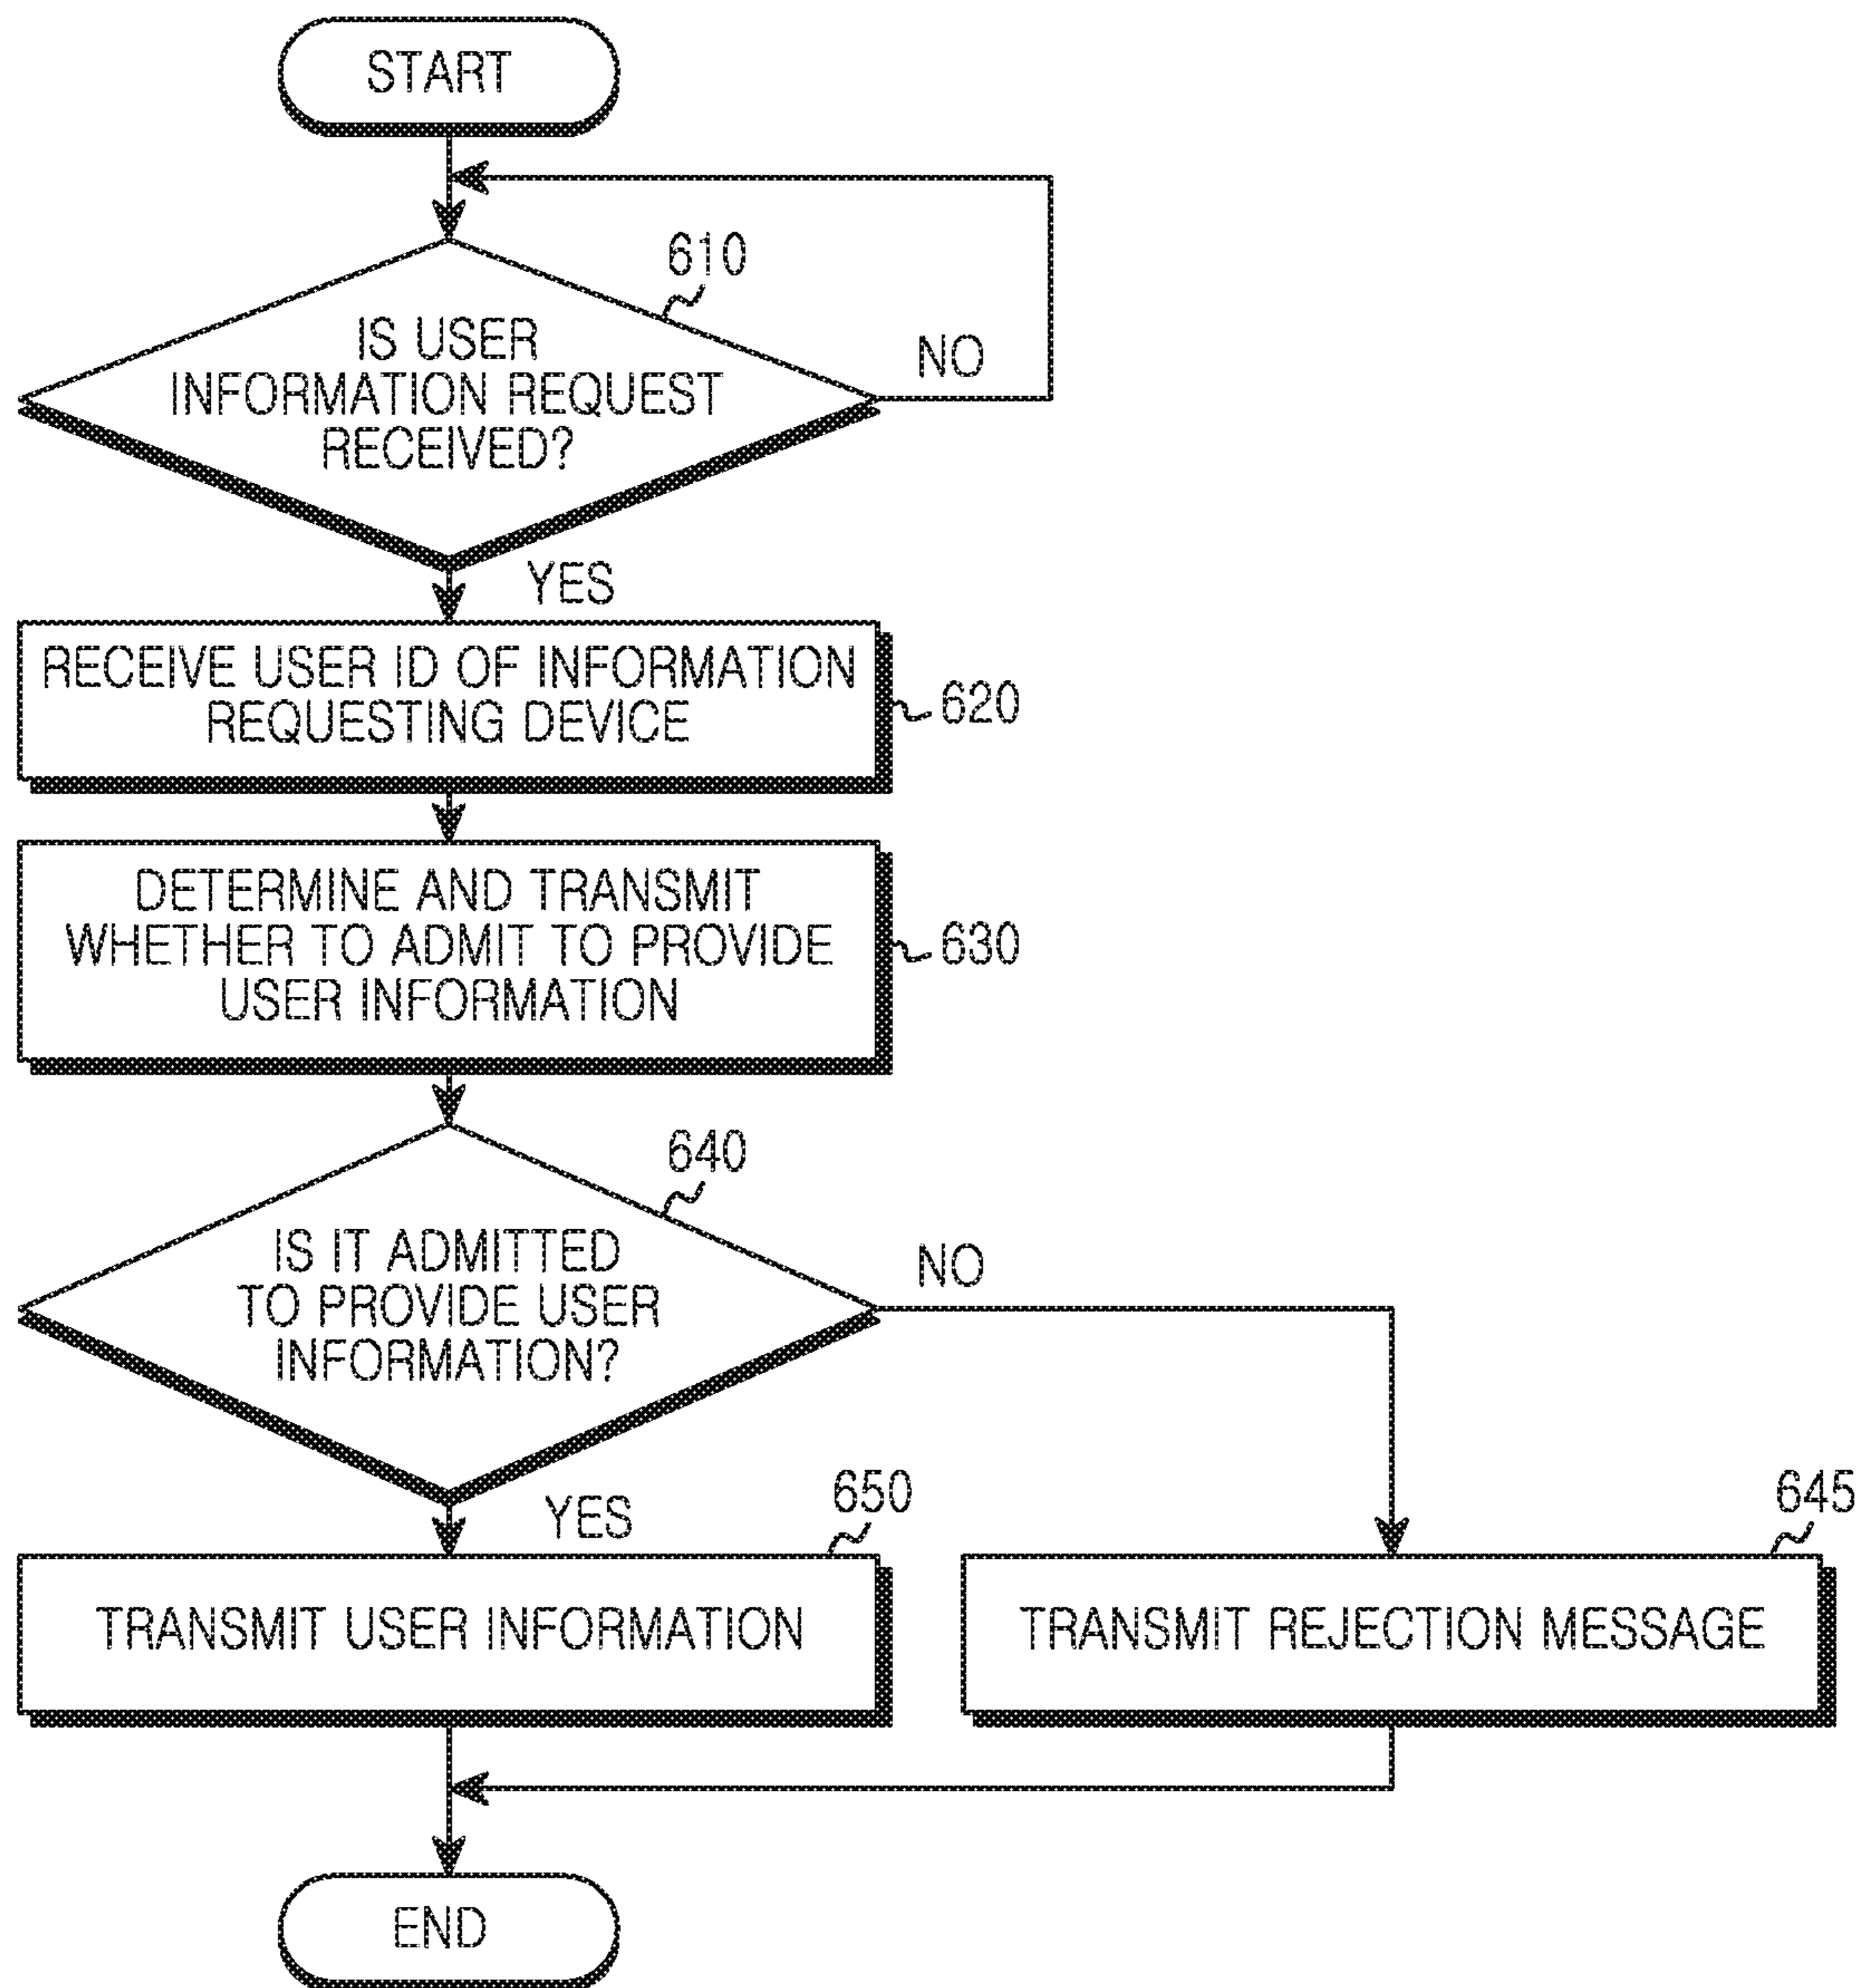 START
610
IS USER
INFORMATION REQUEST
RECEIVED?
NO
YES
RECEIVE USER ID OF INFORMATION
REQUESTING DEVICE
620
DETERMINE AND TRANSMIT
WHETHER TO ADMIT TO PROVIDE
USER INFORMATION
630
640
IS IT ADMITTED
TO PROVIDE USER
INFORMATION?
NO
YES
650
TRANSMIT USER INFORMATION
645
TRANSMIT REJECTION MESSAGE
END